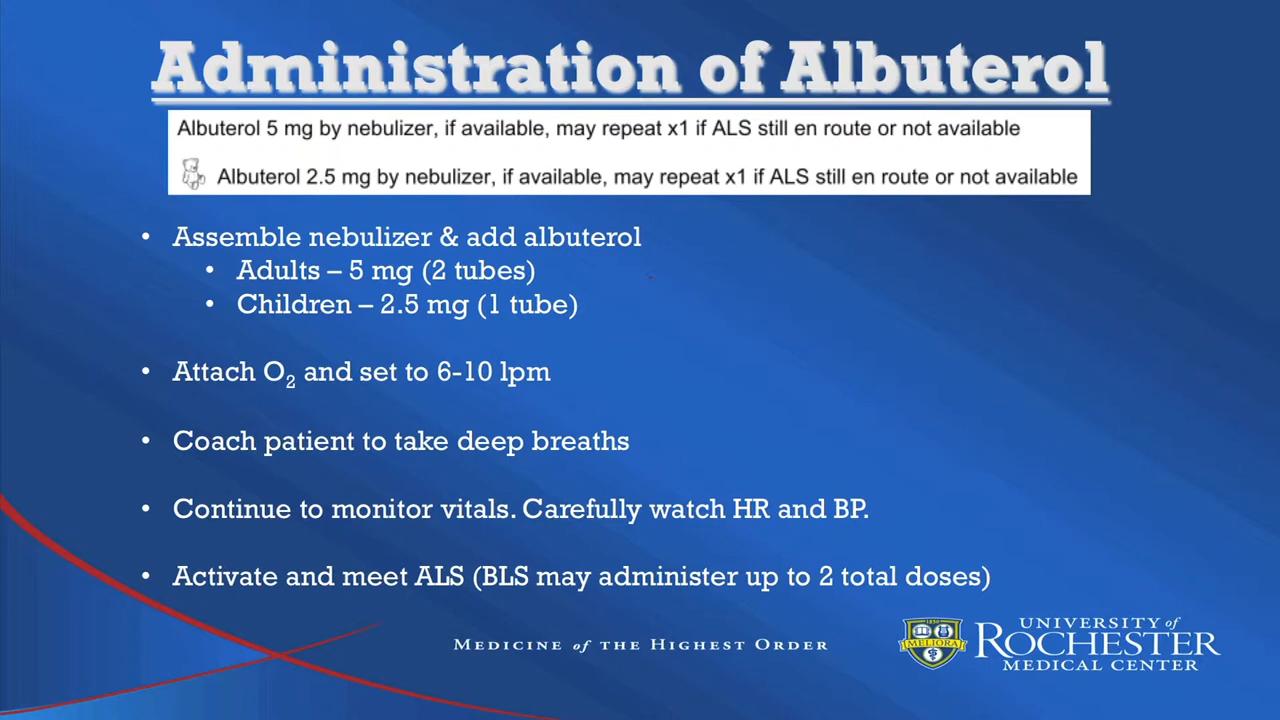 Administration of Albuterol
Albuterol 5 mg by nebulizer, if available, may repeat x1 if ALS still en route or not available
Albuterol 2.5 mg by nebulizer, if available, may repeat x1 if ALS still en route or not available
• Assemble nebulizer & add albuterol
• Adults – 5 mg (2 tubes)
• Children – 2.5 mg (1 tube)
• Attach O₂ and set to 6-10 lpm
• Coach patient to take deep breaths
• Continue to monitor vitals. Carefully watch HR and BP.
• Activate and meet ALS (BLS may administer up to 2 total doses)
MEDICINE of THE HIGHEST ORDER
1850
MELIORA
UNIVERSITY of
ROCHESTER
MEDICAL CENTER